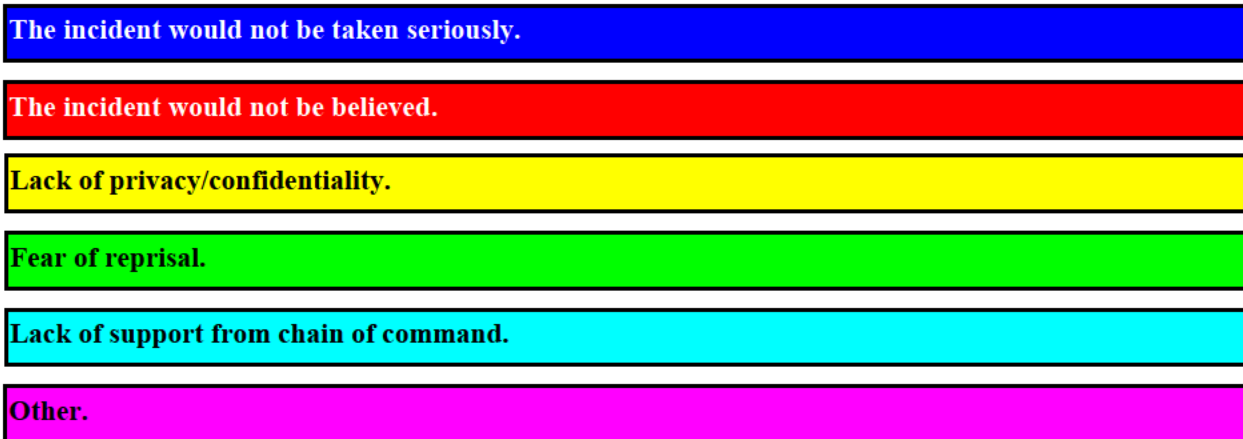 The incident would not be taken seriously.
The incident would not be believed.
Lack of privacy/confidentiality.
Fear of reprisal.
Lack of support from chain of command.
Other.